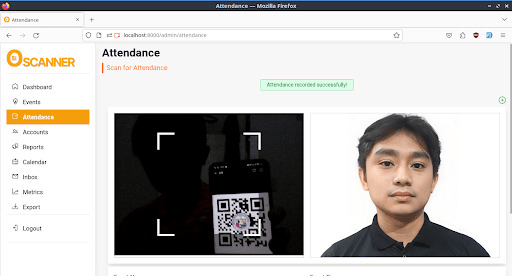 Attendance — Mozilla Firefox
Attendance
localhost:8000/admin/attendance
SCANNER
Attendance
Scan for Attendance
Attendance recorded successfully!
Dashboard
Events
Attendance
Accounts
Reports
Calendar
Inbox
Metrics
Export
Logout